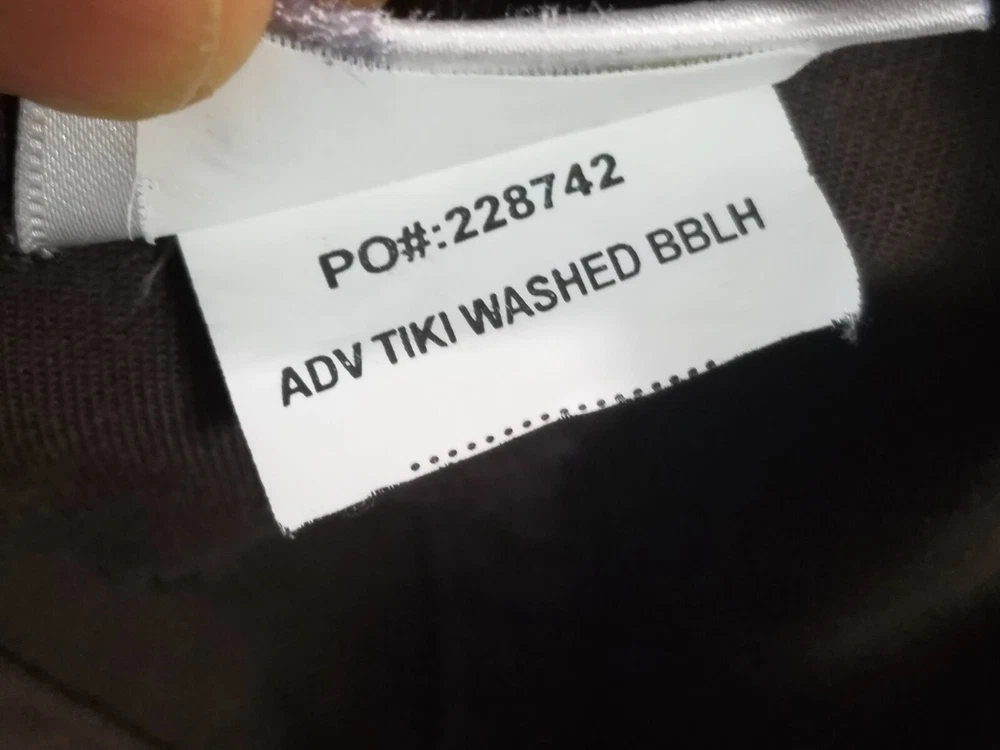 PO#:228742
ADV TIKI WASHED BBLH
................